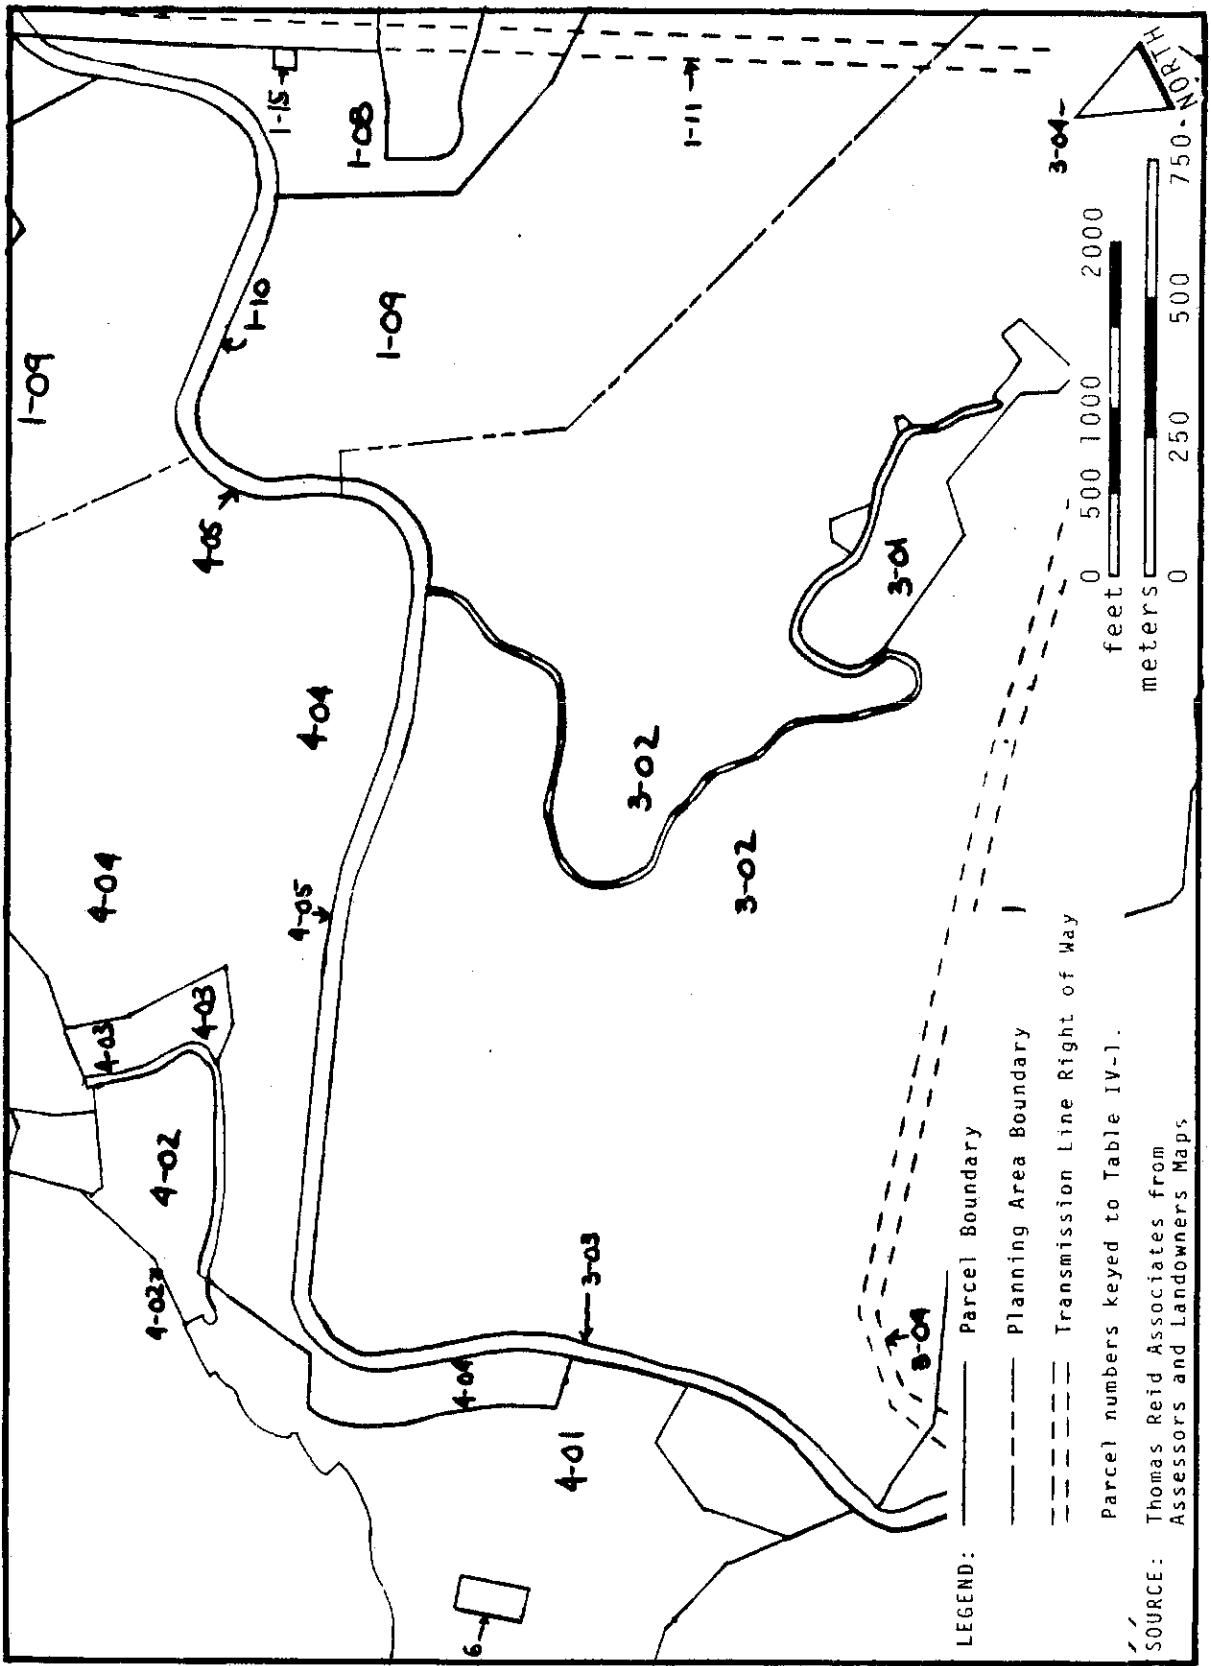 1-09
1-10
1-15
1-08
1-09
1-11
3-04
4-05
4-04
4-04
4-05
4-03
4-03
4-02
4-02
3-02
3-02
3-01
3-03
4-04
4-01
3-04
6
NORTH
0 500 1000 2000
feet
meters
0 250 500 750
LEGEND:
Parcel Boundary
Planning Area Boundary
Transmission Line Right of Way
Parcel numbers keyed to Table IV-1.
SOURCE: Thomas Reid Associates from
Assessors and Landowners Maps